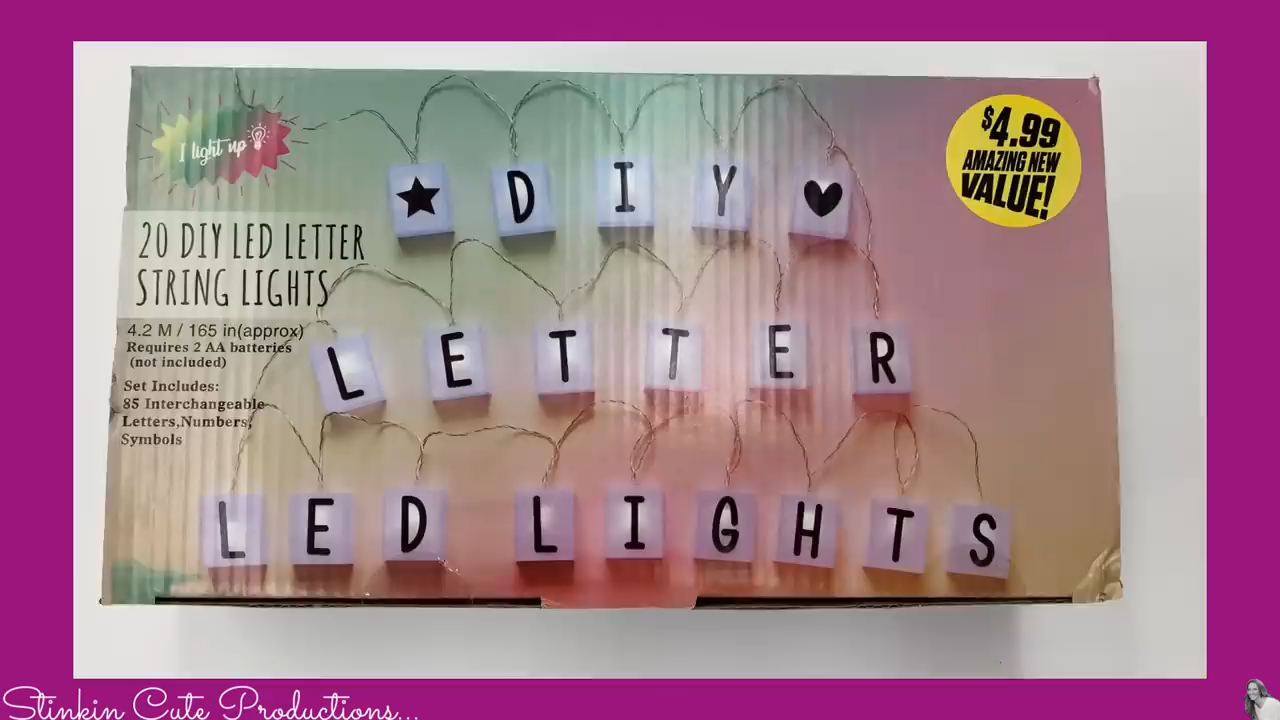 I light up
$4.99
AMAZING NEW
VALUE!
★ D I Y ♥
20 DIY LED LETTER
STRING LIGHTS
4.2 M / 165 in(approx)
Requires 2 AA batteries
(not included)
Set Includes:
85 Interchangeable
Letters,Numbers,
Symbols
L E T T E R
L E D L I G H T S
Stinkin Cute Productions...